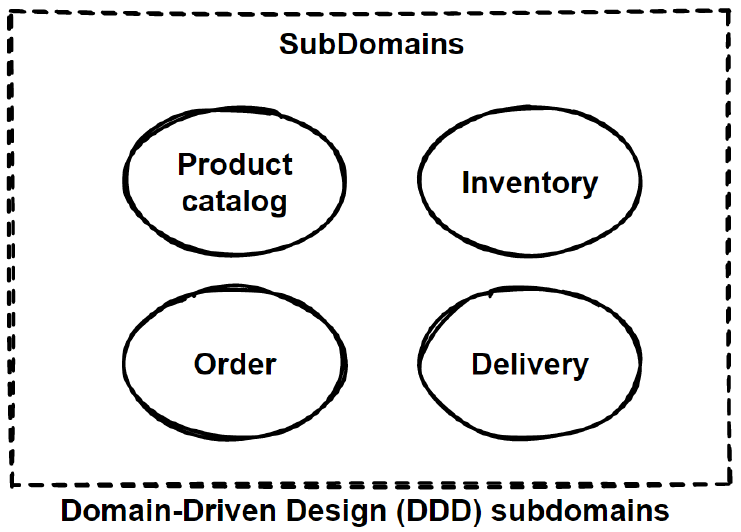 SubDomains
Product
catalog
Inventory
Order
Delivery
Domain-Driven Design (DDD) subdomains